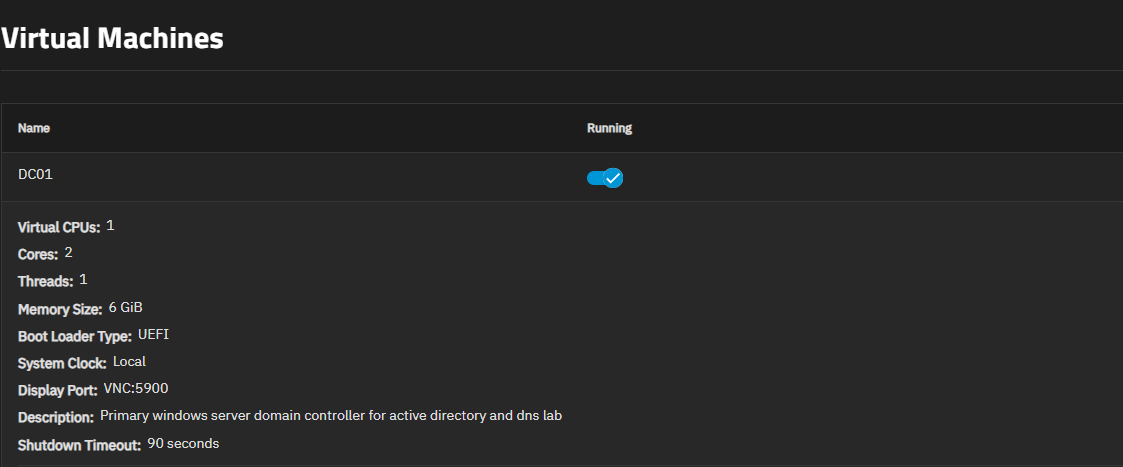 Virtual Machines
Name Running
DC01
Virtual CPUs: 1
Cores: 2
Threads: 1
Memory Size: 6 GiB
Boot Loader Type: UEFI
System Clock: Local
Display Port: VNC:5900
Description: Primary windows server domain controller for active directory and dns lab
Shutdown Timeout: 90 seconds